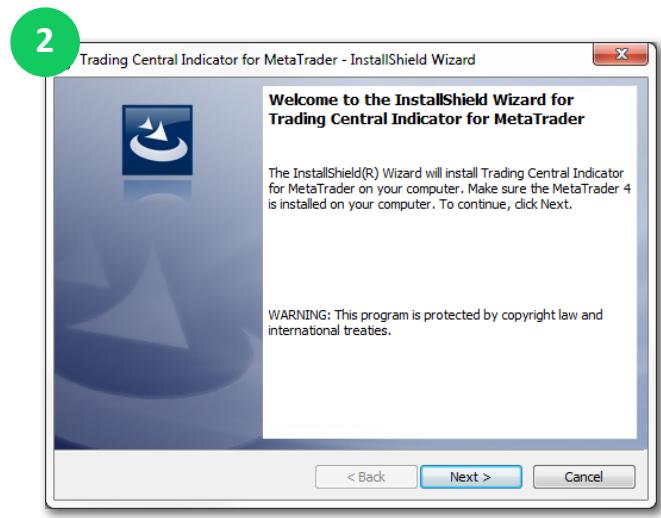 2
Trading Central Indicator for MetaTrader - InstallShield Wizard
Welcome to the InstallShield Wizard for
Trading Central Indicator for MetaTrader
The InstallShield(R) Wizard will install Trading Central Indicator
for MetaTrader on your computer. Make sure the MetaTrader 4
is installed on your computer. To continue, click Next.
WARNING: This program is protected by copyright law and
international treaties.
< Back
Next >
Cancel